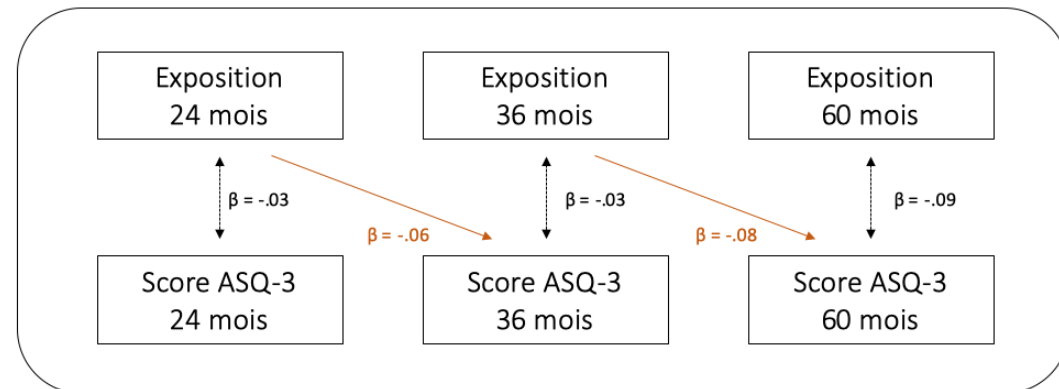 Exposition
24 mois
Exposition
36 mois
Exposition
60 mois
β = -.03
β = -.03
β = -.09
β = -.06
β = -.08
Score ASQ-3
24 mois
Score ASQ-3
36 mois
Score ASQ-3
60 mois